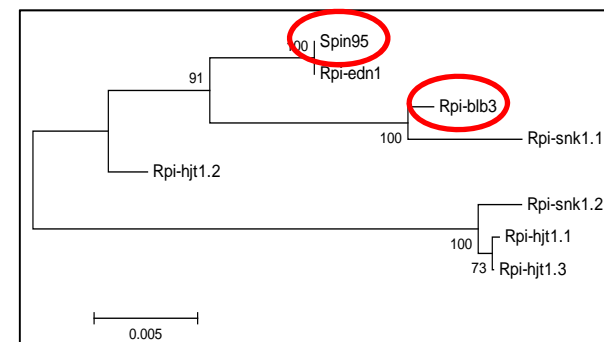 100 Spin95
Rpi-edn1
91
Rpi-blb3
100
Rpi-snk1.1
Rpi-hjt1.2
Rpi-snk1.2
100
Rpi-hjt1.1
73
Rpi-hjt1.3
0.005